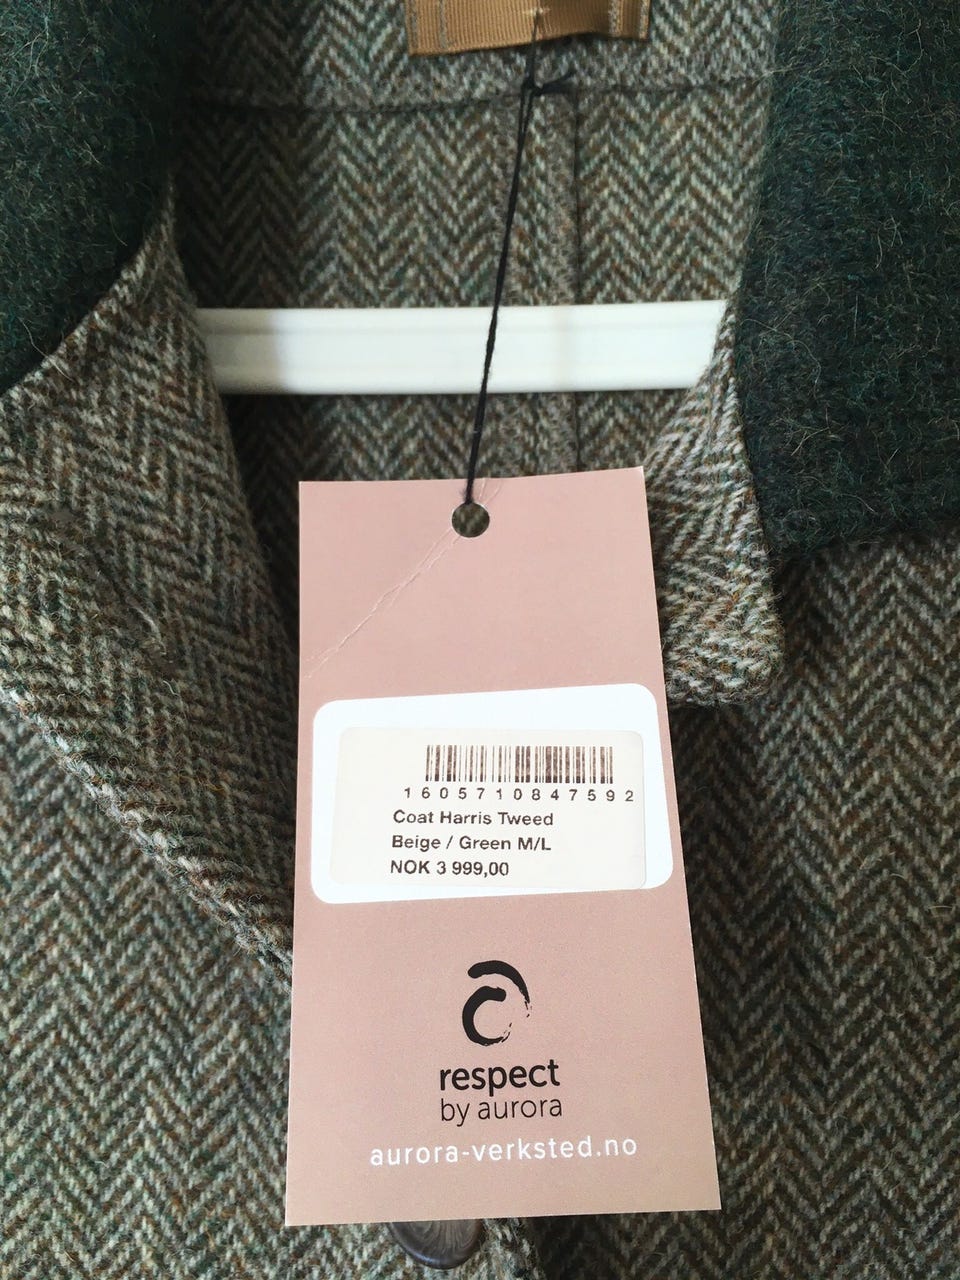 1605710847592
Coat Harris Tweed
Beige / Green M/L
NOK 3 999,00
respect
by aurora
aurora-verksted.no